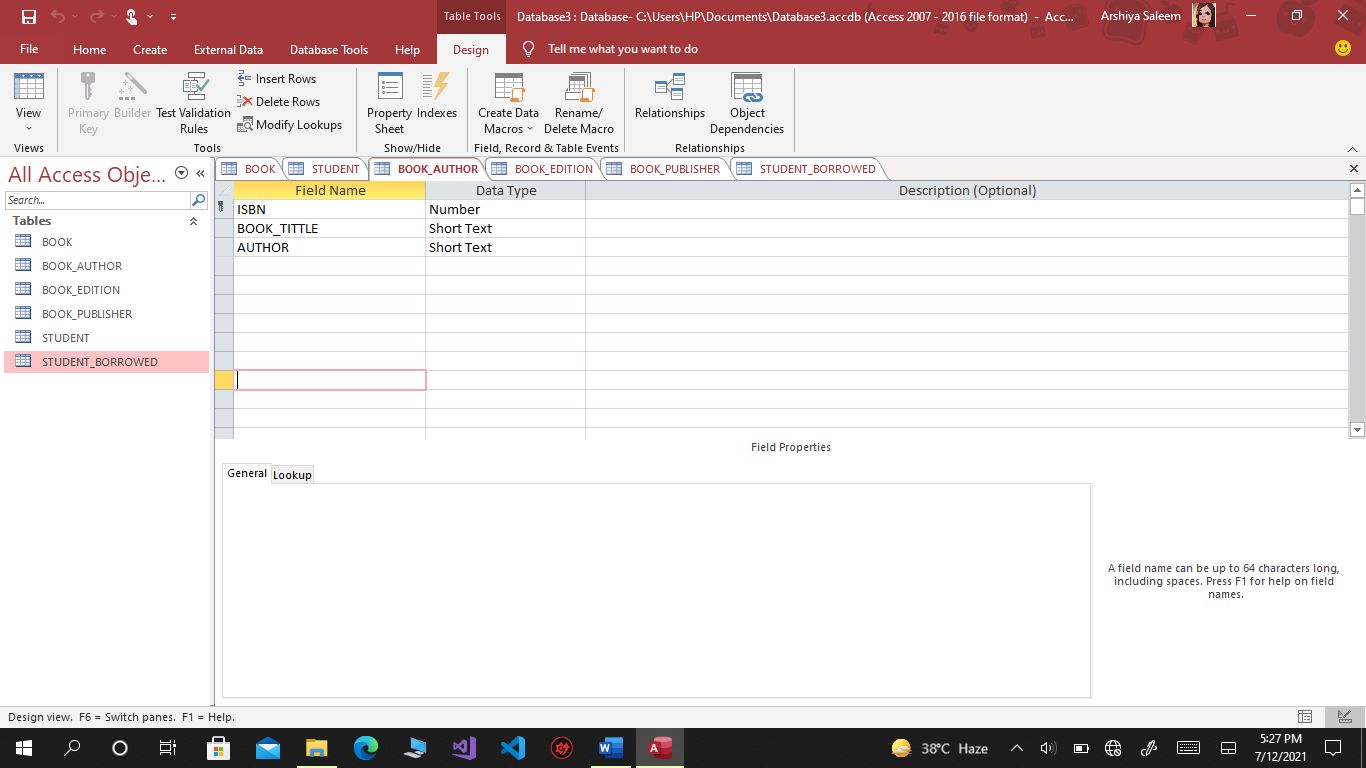 Table Tools
Database3 : Database- C:\Users\HP\Documents\Database3.accdb (Access 2007 - 2016 file format) - Acc...
Arshiya Saleem
File Home Create External Data Database Tools Help Design Tell me what you want to do
View
Views
Primary Key
Builder
Test Validation Rules
Insert Rows
Delete Rows
Modify Lookups
Tools
Property Sheet
Indexes
Show/Hide
Create Data Macros
Rename/ Delete Macro
Field, Record & Table Events
Relationships
Object Dependencies
Relationships
All Access Obje...
Search...
Tables
BOOK
BOOK_AUTHOR
BOOK_EDITION
BOOK_PUBLISHER
STUDENT
STUDENT_BORROWED
BOOK STUDENT BOOK_AUTHOR BOOK_EDITION BOOK_PUBLISHER STUDENT_BORROWED
Field Name Data Type Description (Optional)
ISBN Number
BOOK_TITTLE Short Text
AUTHOR Short Text
Field Properties
General Lookup
A field name can be up to 64 characters long,
including spaces. Press F1 for help on field
names.
Design view. F6 = Switch panes. F1 = Help.
38°C Haze
5:27 PM
7/12/2021